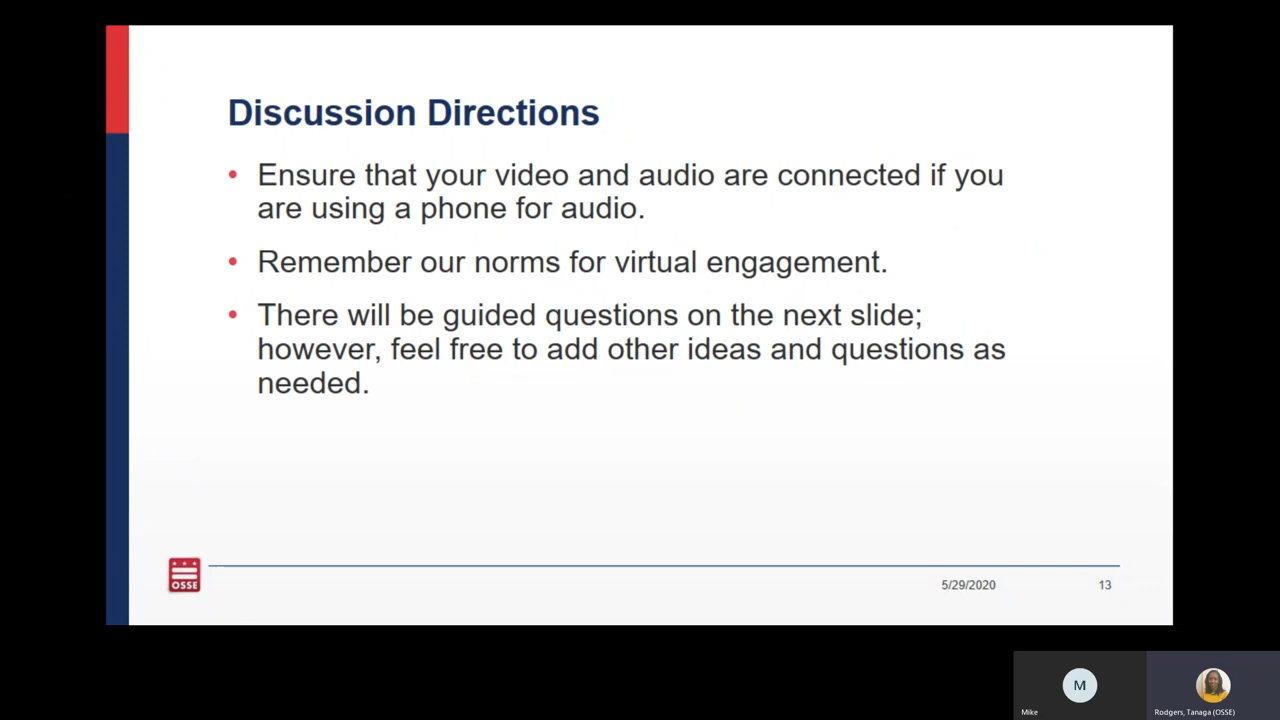 Discussion Directions
• Ensure that your video and audio are connected if you
are using a phone for audio.
• Remember our norms for virtual engagement.
• There will be guided questions on the next slide;
however, feel free to add other ideas and questions as
needed.
OSSE
5/29/2020 13
M
Mike Rodgers, Tanaga (OSSE)